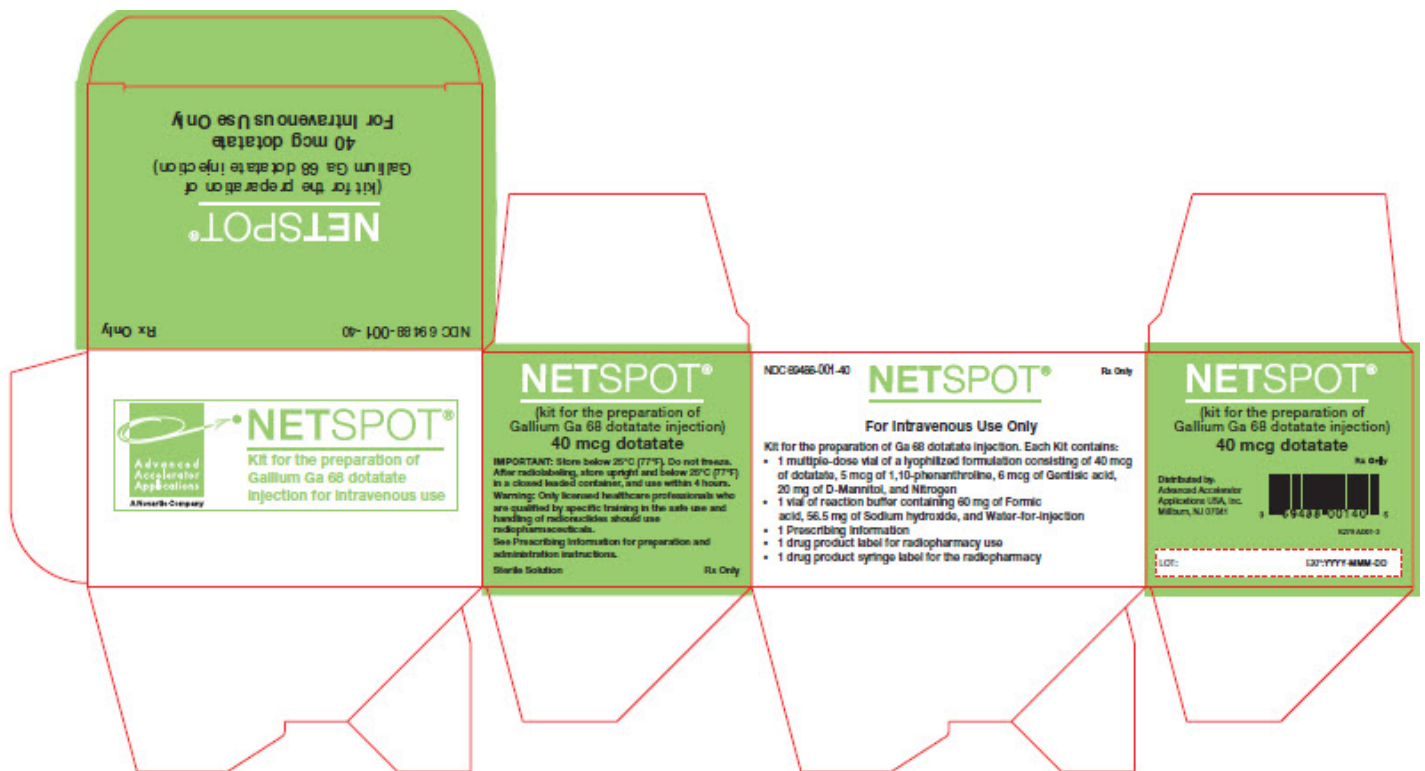 For Intravenous Use Only
40 mcg dotatate
Gallium Ga 68 dotatate injection)
(kit for the preparation of
NETSPOT®
NDC 69488-001-40 Rx Only
Advanced
Accelerator
Applications
A Novartis Company
NETSPOT®
Kit for the preparation of
Gallium Ga 68 dotatate
injection for intravenous use
NETSPOT®
(kit for the preparation of
Gallium Ga 68 dotatate injection)
40 mcg dotatate
IMPORTANT: Store below 25°C (77°F). Do not freeze.
After radiolabeling, store upright and below 25°C (77°F)
in a closed leaded container, and use within 4 hours.
Warning: Only licensed healthcare professionals who
are qualified by specific training in the safe use and
handling of radionuclides should use
radiopharmaceuticals.
See Prescribing Information for preparation and
administration instructions.
Sterile Solution Rx Only
NDC 69488-001-40 NETSPOT® Rx Only
For Intravenous Use Only
Kit for the preparation of Ga 68 dotatate injection. Each Kit contains:
• 1 multiple-dose vial of a lyophilized formulation consisting of 40 mcg
of dotatate, 5 mcg of 1,10-phenanthroline, 6 mcg of Gentisic acid,
20 mg of D-Mannitol, and Nitrogen
• 1 vial of reaction buffer containing 60 mg of Formic
acid, 56.5 mg of Sodium hydroxide, and Water-for-Injection
• 1 Prescribing Information
• 1 drug product label for radiopharmacy use
• 1 drug product syringe label for the radiopharmacy
NETSPOT®
(kit for the preparation of
Gallium Ga 68 dotatate injection)
40 mcg dotatate
Rx Only
Distributed by:
Advanced Accelerator
Applications USA, Inc.
Millburn, NJ 07041
3 69488 00140 5
LOT: EXP:YYYY-MMM-DD